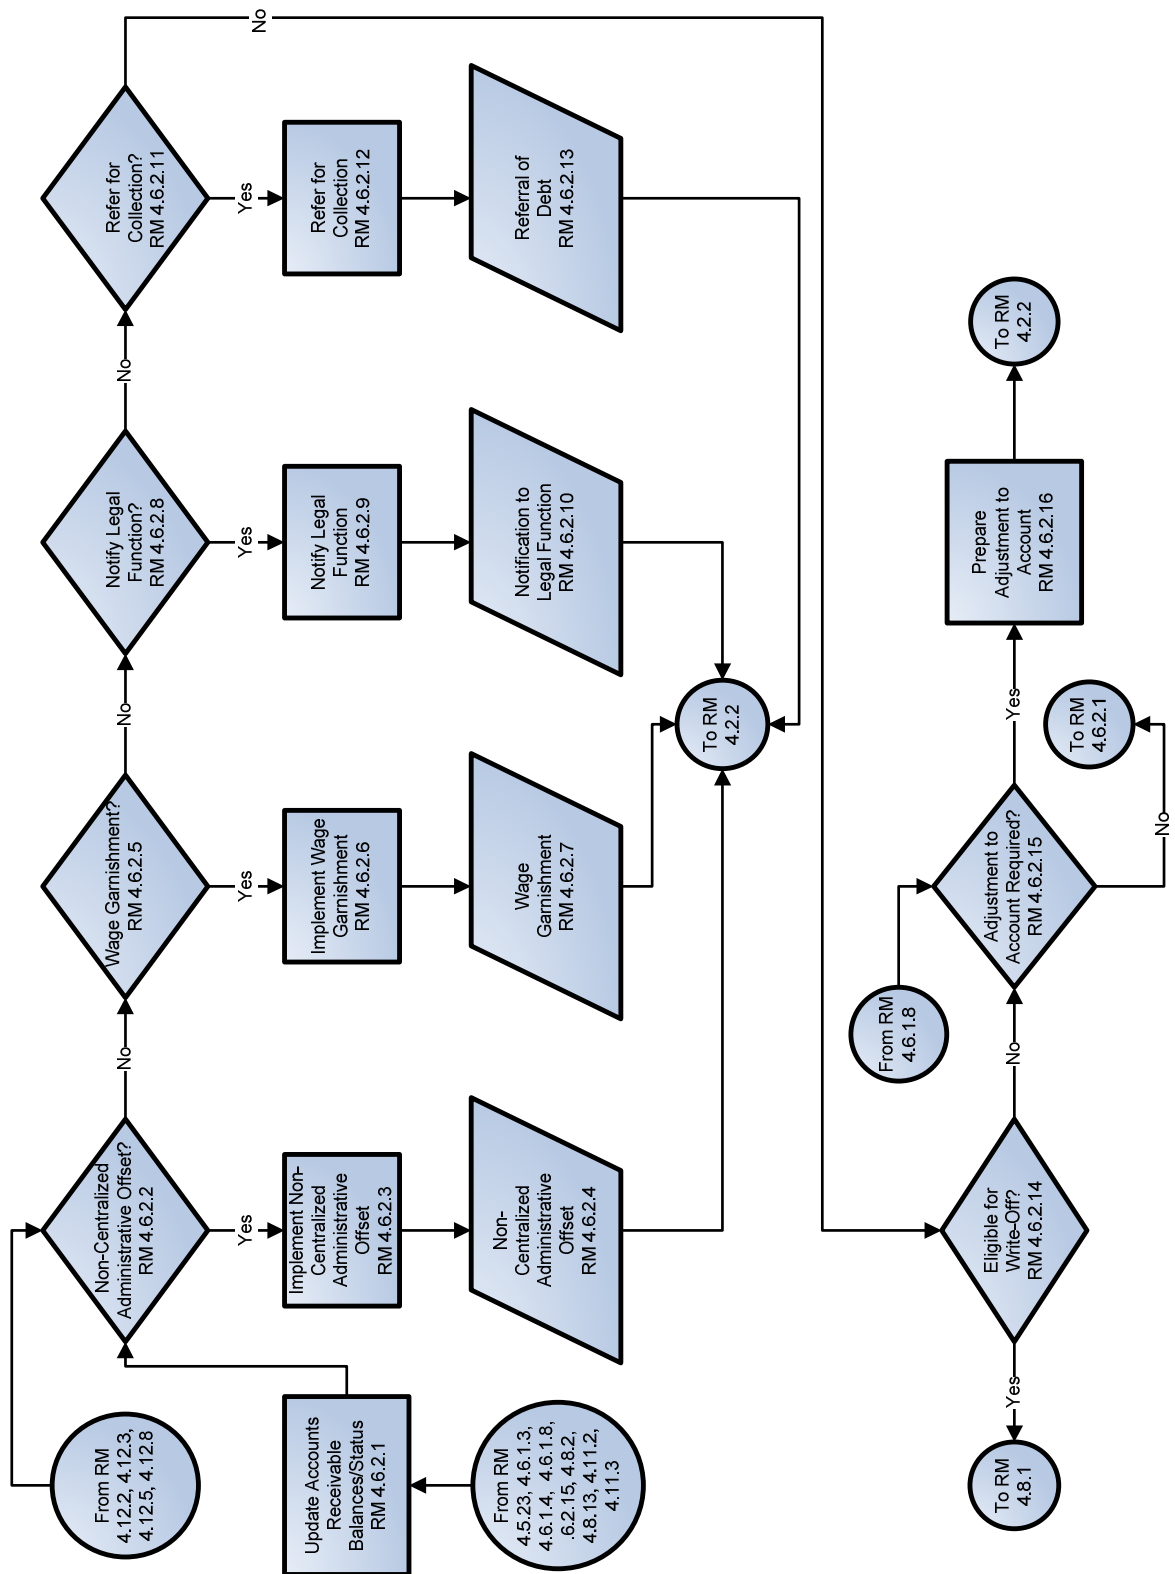 From RM
4.12.2, 4.12.3,
4.12.5, 4.12.8
Non-Centralized
Administrative Offset?
RM 4.6.2.2
No
Wage Garnishment?
RM 4.6.2.5
No
Notify Legal
Function?
RM 4.6.2.8
No
Refer for
Collection?
RM 4.6.2.11
No
Yes
Yes
Yes
Yes
Update Accounts
Receivable
Balances/Status
RM 4.6.2.1
Implement Non-
Centralized
Administrative
Offset
RM 4.6.2.3
Implement Wage
Garnishment
RM 4.6.2.6
Notify Legal
Function
RM 4.6.2.9
Refer for
Collection
RM 4.6.2.12
From RM
4.5.23, 4.6.1.3,
4.6.1.4, 4.6.1.8,
.6.2.15, 4.8.2,
4.8.13, 4.11.2,
4.11.3
Non-
Centralized
Administrative
Offset
RM 4.6.2.4
Wage
Garnishment
RM 4.6.2.7
Notification to
Legal Function
RM 4.6.2.10
Referral of
Debt
RM 4.6.2.13
To RM
4.2.2
From RM
4.6.1.8
To RM
4.8.1
Yes
Eligible for
Write-Off?
RM 4.6.2.14
No
Adjustment to
Account Required?
RM 4.6.2.15
Yes
Prepare
Adjustment to
Account
RM 4.6.2.16
To RM
4.2.2
To RM
4.6.2.1
No